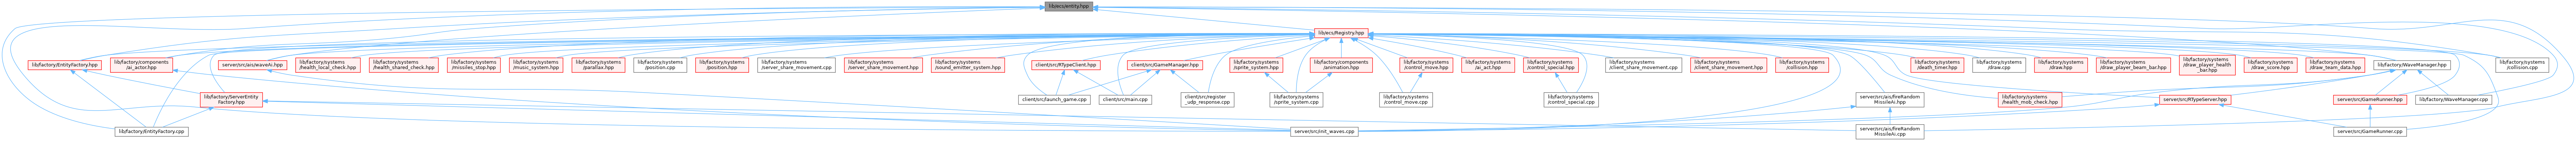 lib/ecs/entity.hpp
lib/ecs/Registry.hpp
lib/factory/EntityFactory.hpp
lib/factory/components
/ai_actor.hpp
server/src/ais/waveAi.hpp
lib/factory/systems
/health_local_check.hpp
lib/factory/systems
/health_shared_check.hpp
lib/factory/systems
/missiles_stop.hpp
lib/factory/systems
/music_system.hpp
lib/factory/systems
/parallax.hpp
lib/factory/systems
/position.cpp
lib/factory/systems
/position.hpp
lib/factory/systems
/server_share_movement.cpp
lib/factory/systems
/server_share_movement.hpp
lib/factory/systems
/sound_emitter_system.hpp
client/src/RTypeClient.hpp
client/src/GameManager.hpp
lib/factory/systems
/sprite_system.hpp
lib/factory/components
/animation.hpp
lib/factory/systems
/control_move.hpp
lib/factory/systems
/ai_act.hpp
lib/factory/systems
/control_special.hpp
lib/factory/systems
/client_share_movement.cpp
lib/factory/systems
/client_share_movement.hpp
lib/factory/systems
/collision.hpp
lib/factory/systems
/death_timer.hpp
lib/factory/systems
/draw.cpp
lib/factory/systems
/draw.hpp
lib/factory/systems
/draw_player_beam_bar.hpp
lib/factory/systems
/draw_player_health
_bar.hpp
lib/factory/systems
/draw_score.hpp
lib/factory/systems
/draw_team_data.hpp
lib/factory/WaveManager.hpp
lib/factory/systems
/collision.cpp
lib/factory/ServerEntity
Factory.hpp
client/src/launch_game.cpp
client/src/main.cpp
client/src/register
_udp_response.cpp
lib/factory/systems
/sprite_system.cpp
lib/factory/systems
/control_move.cpp
lib/factory/systems
/control_special.cpp
server/src/ais/fireRandom
MissileAi.hpp
lib/factory/systems
/health_mob_check.hpp
server/src/RTypeServer.hpp
server/src/GameRunner.hpp
lib/factory/WaveManager.cpp
lib/factory/EntityFactory.cpp
server/src/init_waves.cpp
server/src/ais/fireRandom
MissileAi.cpp
server/src/GameRunner.cpp